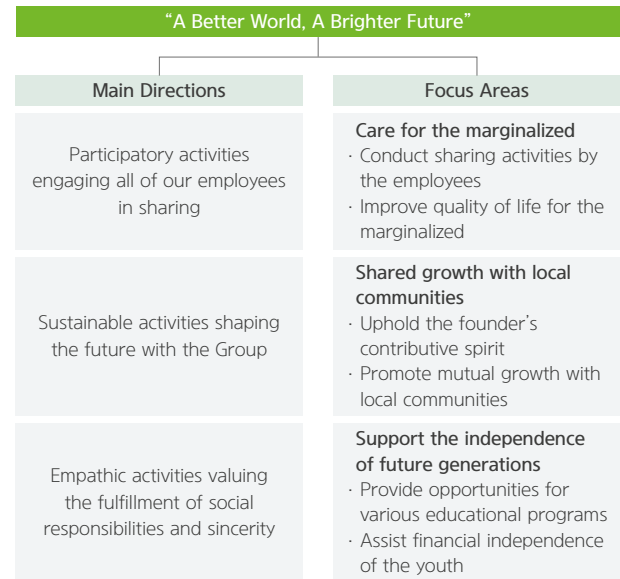 “A Better World, A Brighter Future”
Main Directions
Focus Areas
Participatory activities
engaging all of our employees
in sharing
Care for the marginalized
· Conduct sharing activities by
the employees
· Improve quality of life for the
marginalized
Sustainable activities shaping
the future with the Group
Shared growth with local
communities
· Uphold the founder’s
contributive spirit
· Promote mutual growth with
local communities
Empathic activities valuing
the fulfillment of social
responsibilities and sincerity
Support the independence
of future generations
· Provide opportunities for
various educational programs
· Assist financial independence
of the youth